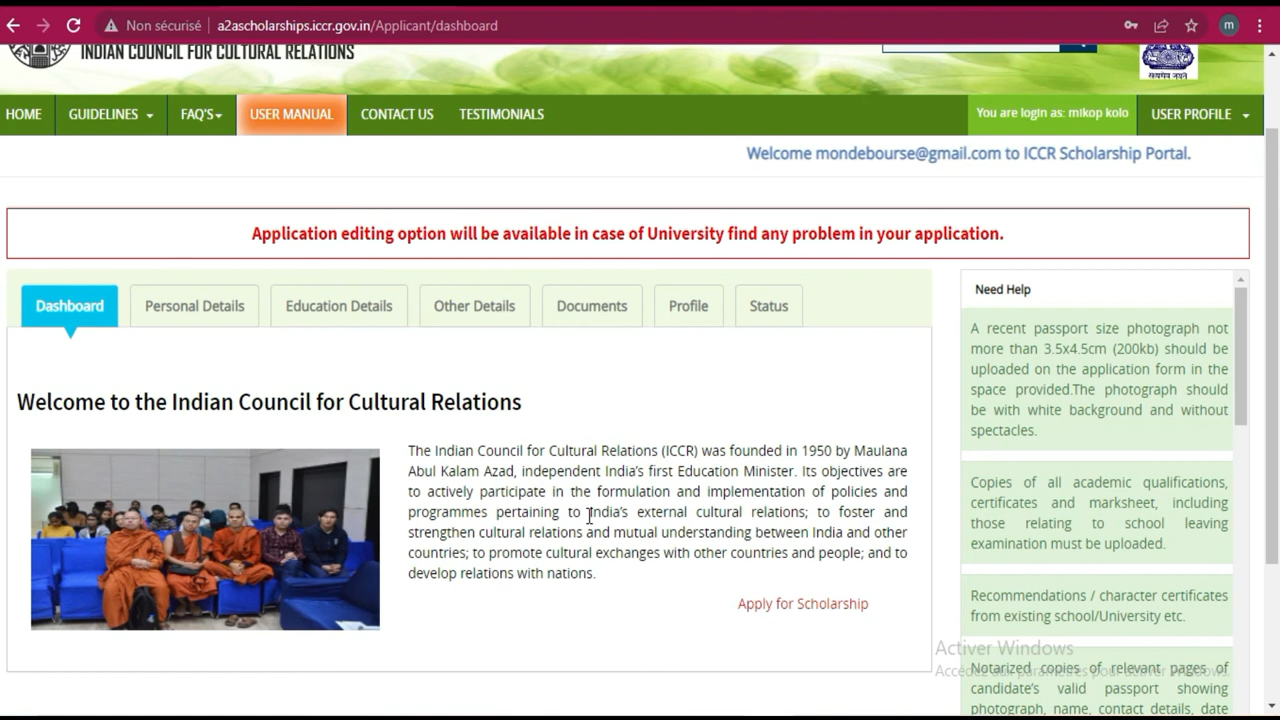 Non sécurisé a2ascholarships.iccr.gov.in/Applicant/dashboard m
INDIAN COUNCIL FOR CULTURAL RELATIONS
सत्यमेव जयते
HOME GUIDELINES FAQ'S USER MANUAL CONTACT US TESTIMONIALS You are login as: mikop kolo USER PROFILE
Welcome mondebourse@gmail.com to ICCR Scholarship Portal.
Application editing option will be available in case of University find any problem in your application.
Dashboard Personal Details Education Details Other Details Documents Profile Status
Welcome to the Indian Council for Cultural Relations
The Indian Council for Cultural Relations (ICCR) was founded in 1950 by Maulana
Abul Kalam Azad, independent India's first Education Minister. Its objectives are
to actively participate in the formulation and implementation of policies and
programmes pertaining to India's external cultural relations; to foster and
strengthen cultural relations and mutual understanding between India and other
countries; to promote cultural exchanges with other countries and people; and to
develop relations with nations.
Apply for Scholarship
Need Help
A recent passport size photograph not
more than 3.5x4.5cm (200kb) should be
uploaded on the application form in the
space provided.The photograph should
be with white background and without
spectacles.
Copies of all academic qualifications,
certificates and marksheet, including
those relating to school leaving
examination must be uploaded.
Recommendations / character certificates
from existing school/University etc.
Notarized copies of relevant pages of
candidate's valid passport showing
photograph, name, contact details, date
Activer Windows
Accédez aux paramètres pour activer Windows.